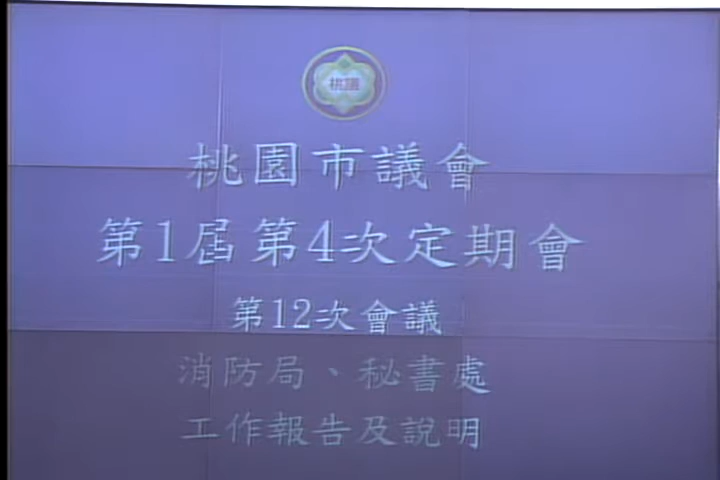 桃議
桃園市議會
第1屆第4次定期會
第12次會議
消防局、秘書處
工作報告及說明